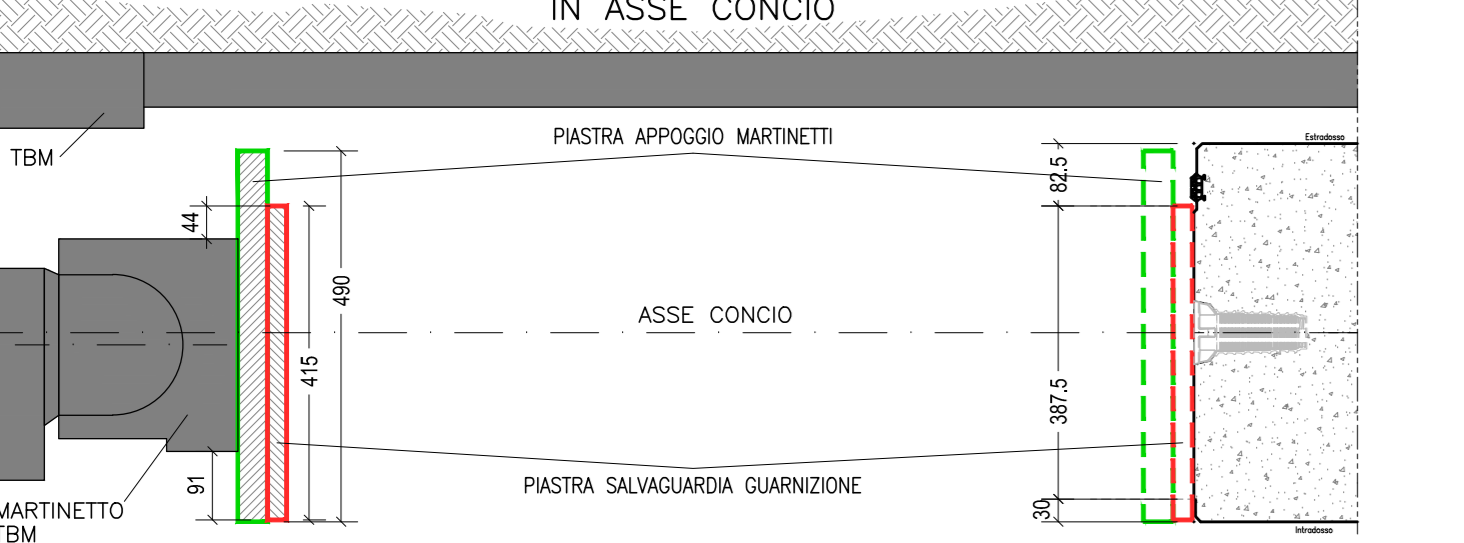 IN ASSE CONCIO
PIASTRA APPOGGIO MARTINETTI
Estradosso
TBM
82.5
44
490
ASSE CONCIO
415
387.5
91
PIASTRA SALVAGUARDIA GUARNIZIONE
MARTINETTO
TBM
30
Intradosso